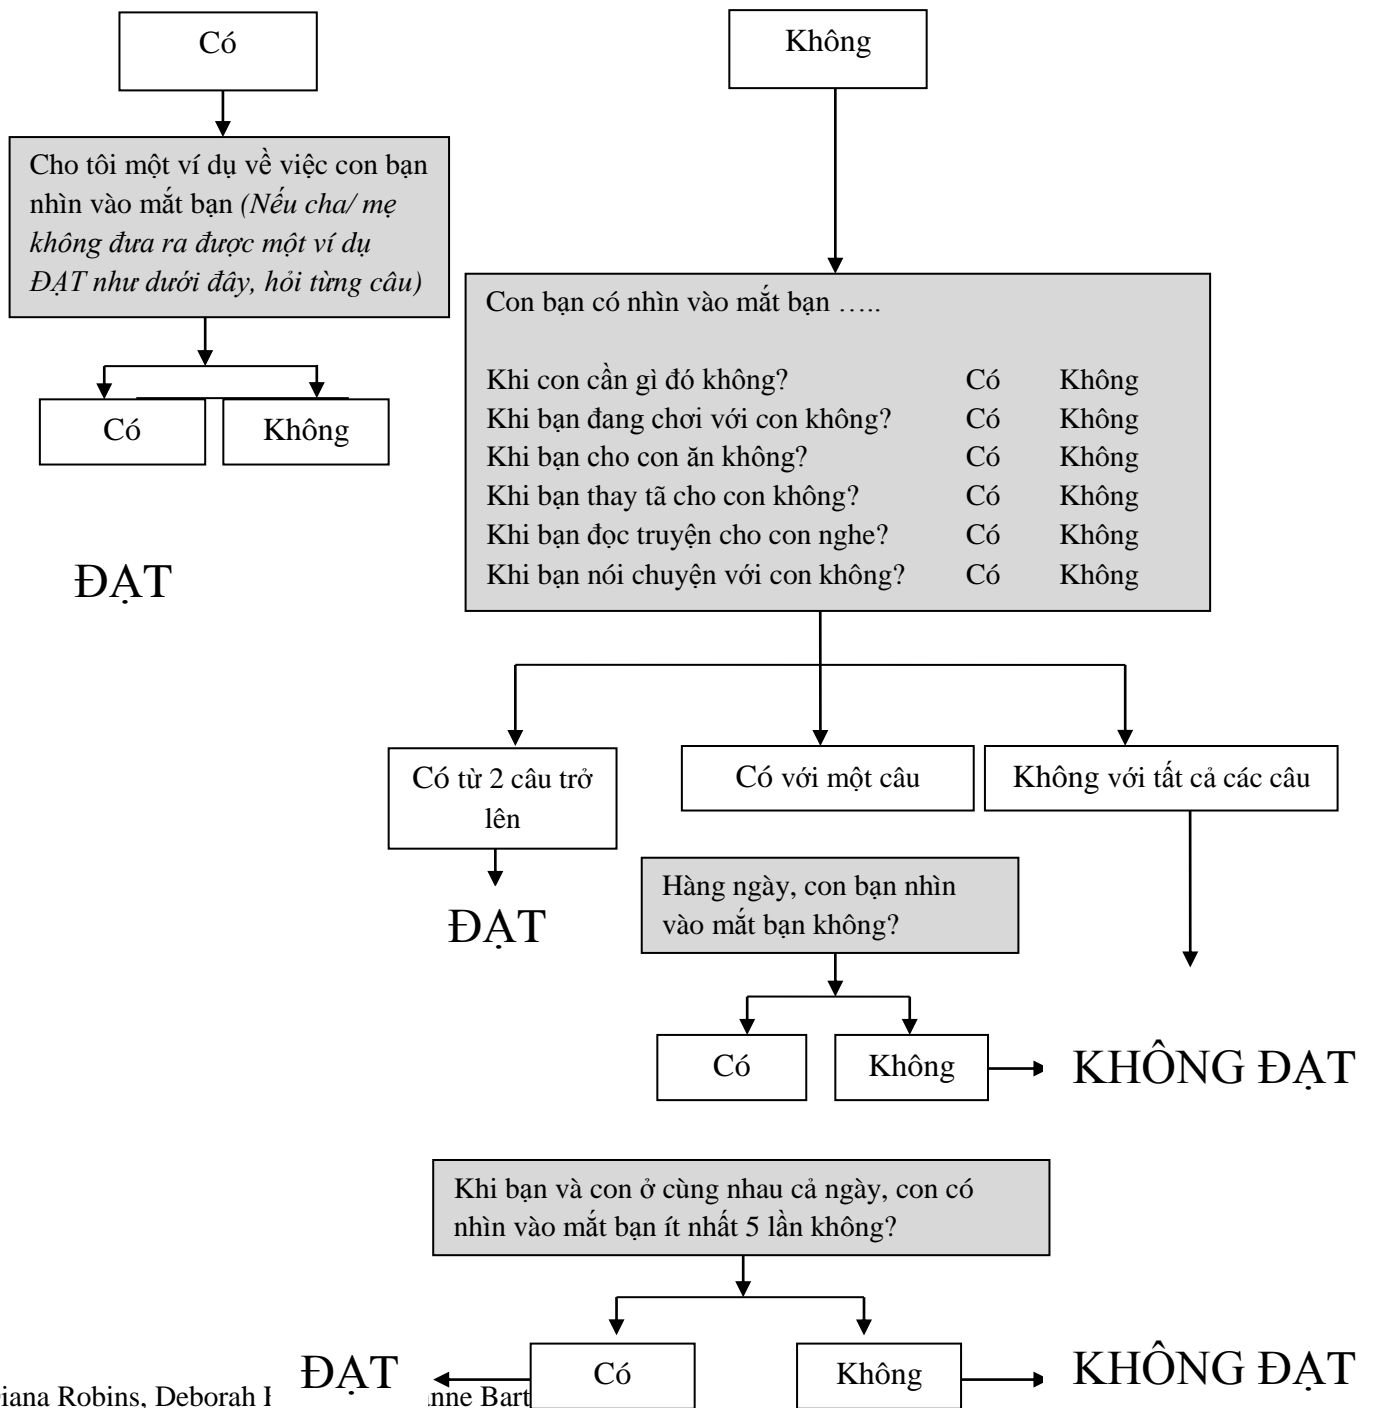 Có
Không
Cho tôi một ví dụ về việc con bạn
nhìn vào mắt bạn (Nếu cha/ mẹ
không đưa ra được một ví dụ
ĐẠT như dưới đây, hỏi từng câu)
Có
Không
ĐẠT
Con bạn có nhìn vào mắt bạn …..
Khi con cần gì đó không? Có Không
Khi bạn đang chơi với con không? Có Không
Khi bạn cho con ăn không? Có Không
Khi bạn thay tã cho con không? Có Không
Khi bạn đọc truyện cho con nghe? Có Không
Khi bạn nói chuyện với con không? Có Không
Có từ 2 câu trở
lên
Có với một câu
Không với tất cả các câu
ĐẠT
Hàng ngày, con bạn nhìn
vào mắt bạn không?
Có
Không
KHÔNG ĐẠT
Khi bạn và con ở cùng nhau cả ngày, con có
nhìn vào mắt bạn ít nhất 5 lần không?
ĐẠT
Có
Không
KHÔNG ĐẠT
Robins, Deborah